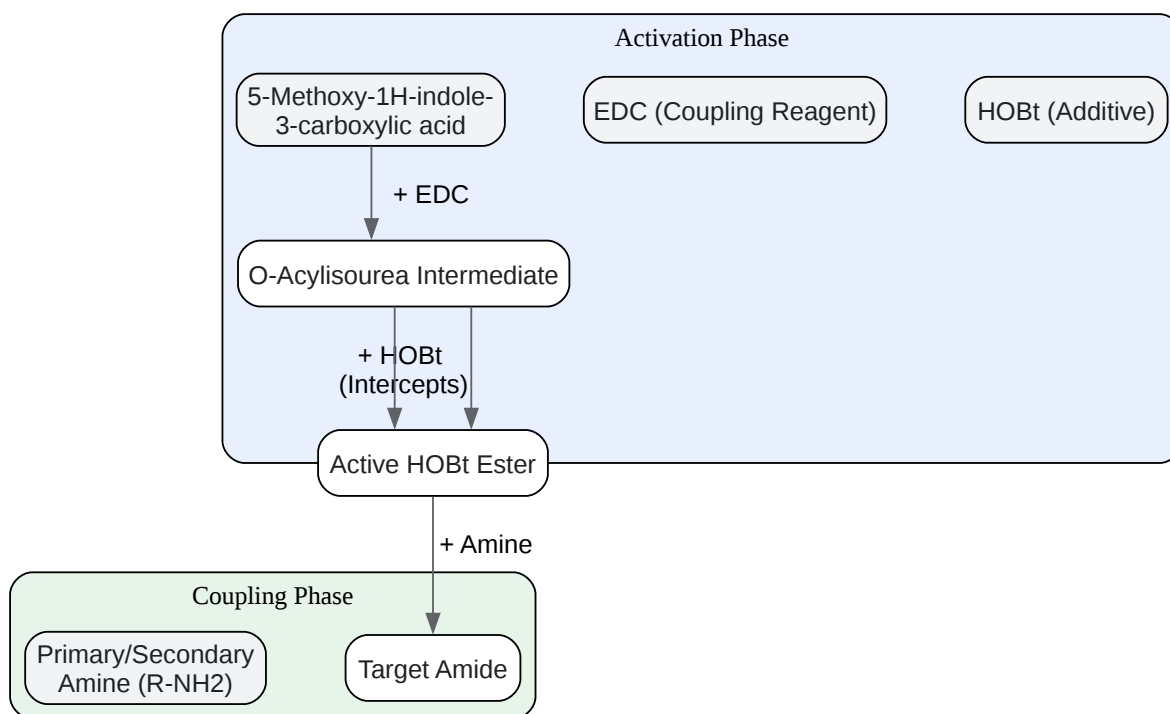 Activation Phase
5-Methoxy-1H-indole-
3-carboxylic acid
EDC (Coupling Reagent)
HOBt (Additive)
+ EDC
O-Acylisourea Intermediate
+ HOBt
(Intercepts)
Active HOBt Ester
+ Amine
Coupling Phase
Primary/Secondary
Amine (R-NH2)
Target Amide